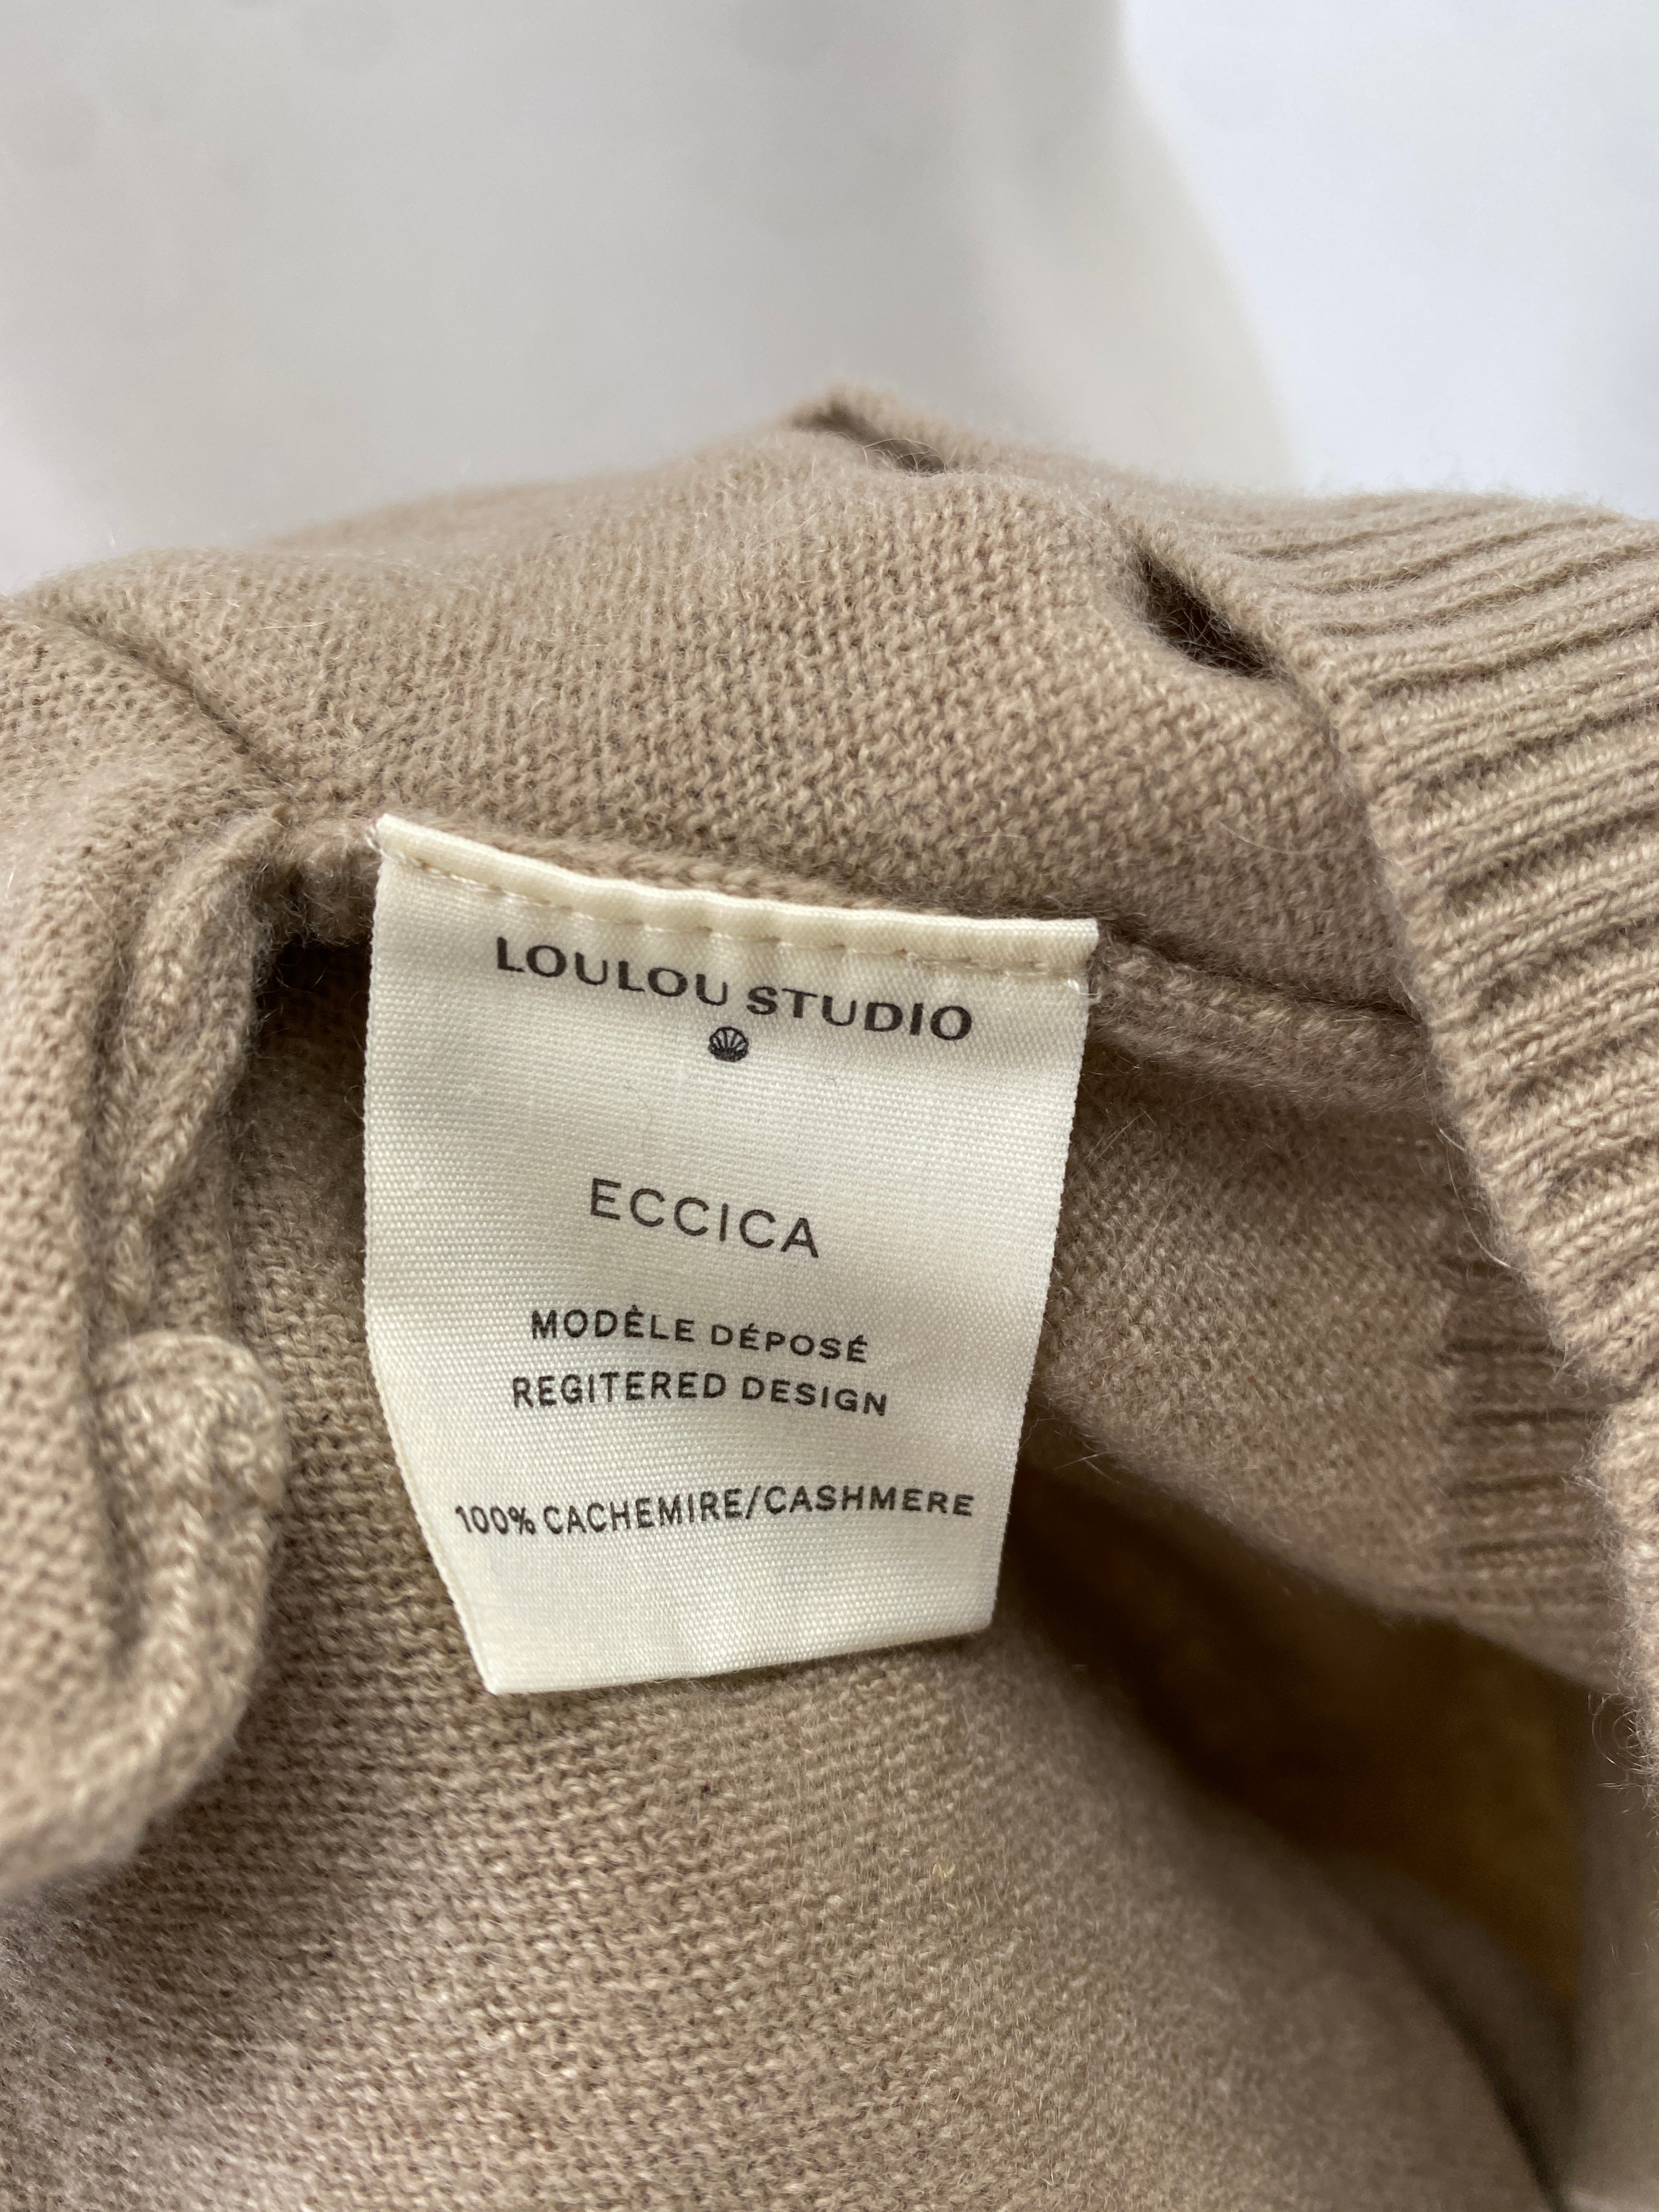 LOULOU STUDIO
ECCICA
MODÈLE DÉPOSÉ
REGITERED DESIGN
100% CACHEMIRE/CASHMERE